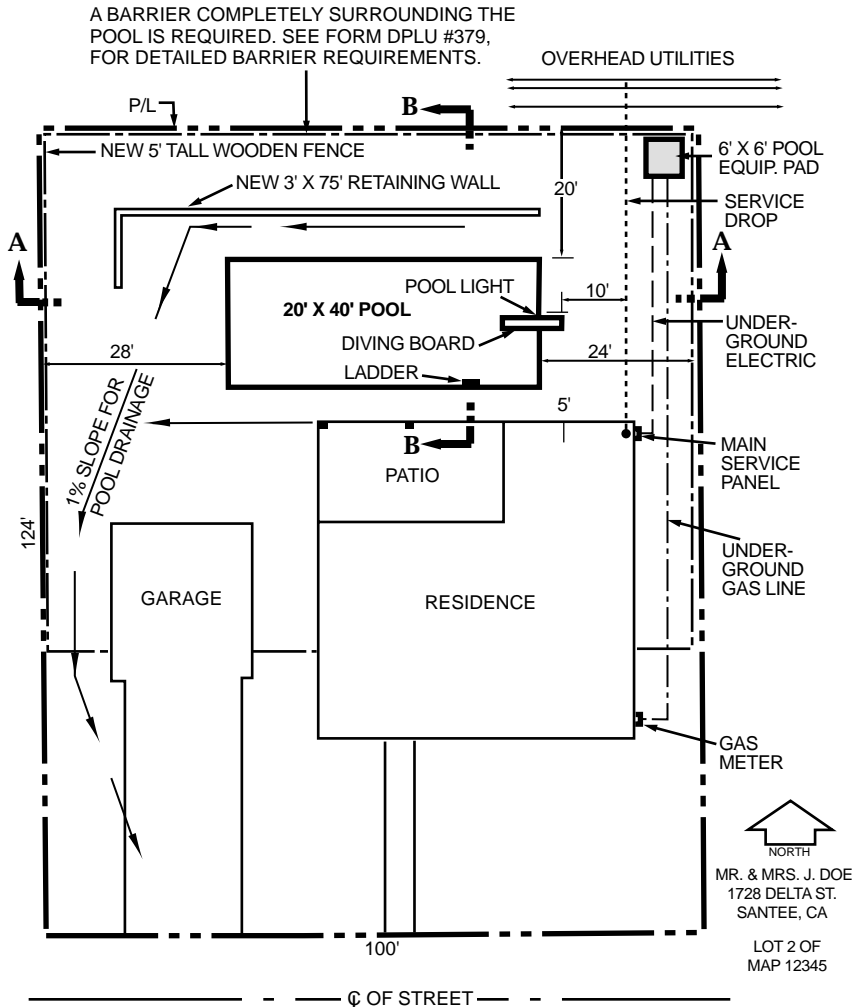 A BARRIER COMPLETELY SURROUNDING THE
POOL IS REQUIRED. SEE FORM DPLU #379,
FOR DETAILED BARRIER REQUIREMENTS.
OVERHEAD UTILITIES
P/L
B
NEW 5' TALL WOODEN FENCE
6' X 6' POOL
EQUIP. PAD
NEW 3' X 75' RETAINING WALL
20'
SERVICE
DROP
A
A
POOL LIGHT
10'
20' X 40' POOL
DIVING BOARD
UNDER-
GROUND
ELECTRIC
28'
24'
LADDER
1% SLOPE FOR
POOL DRAINAGE
5'
B
PATIO
MAIN
SERVICE
PANEL
124'
UNDER-
GROUND
GAS LINE
GARAGE
RESIDENCE
GAS
METER
NORTH
MR. & MRS. J. DOE
1728 DELTA ST.
SANTEE, CA
LOT 2 OF
MAP 12345
100'
℄ OF STREET